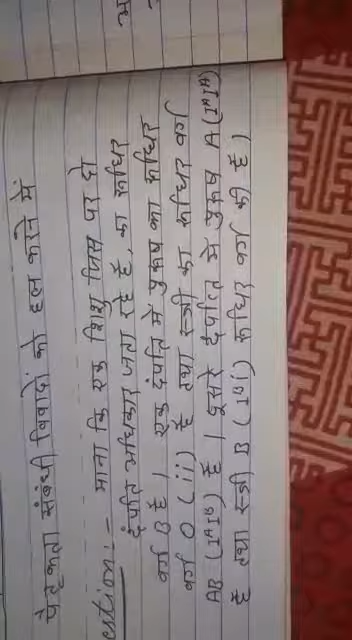 पैतृकता संबंधी विवादों को हल करने में
estion:- माना कि एक शिशु जिस पर दो
दंपति अधिकार जता रहे हैं, का रूधिर
वर्ग B है। एक दंपति में पुरूष का रूधिर
वर्ग O (ii) है तथा स्त्री का रूधिर वर्ग
AB (IᴬIᴮ) है। दूसरे दंपति में पुरूष A (IᴬIᴬ)
है तथा स्त्री B (Iᴮi) रूधिर वर्ग की है)